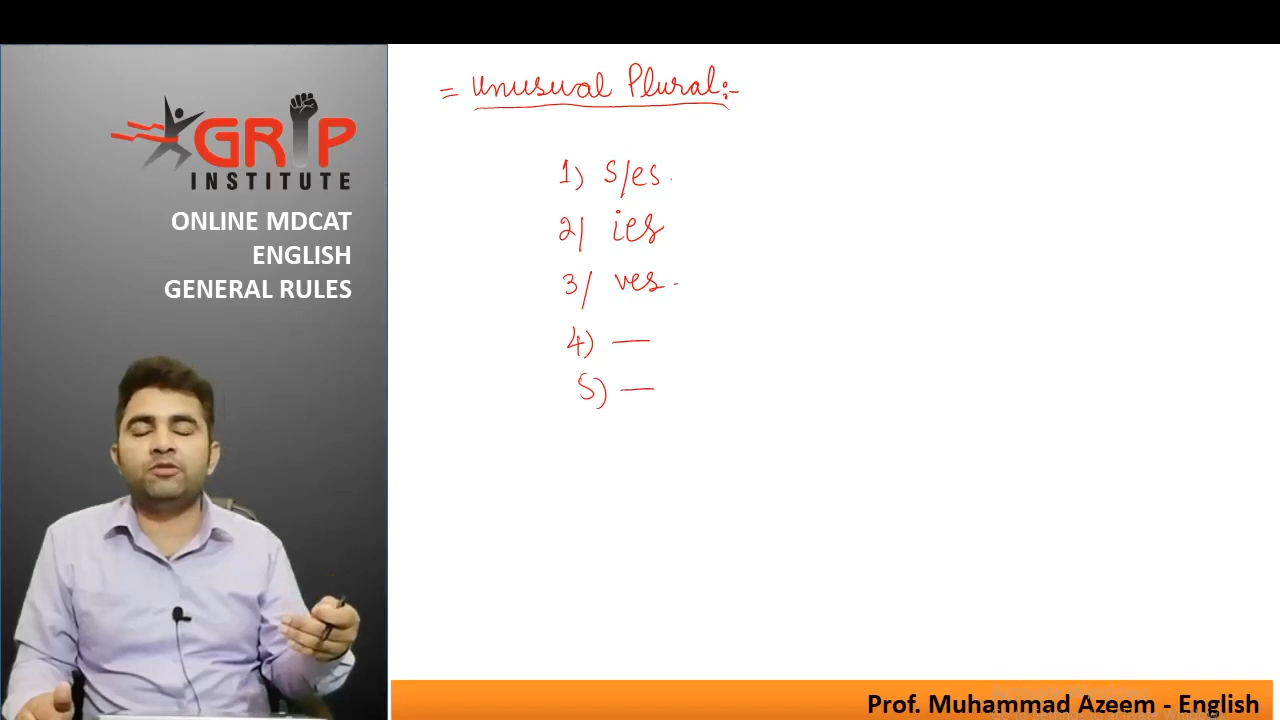 GRIP
INSTITUTE
ONLINE MDCAT
ENGLISH
GENERAL RULES
= Unusual Plural:-
1) S/es.
2/ ies
3/ ves.
4) —
5) —
Prof. Muhammad Azeem - English